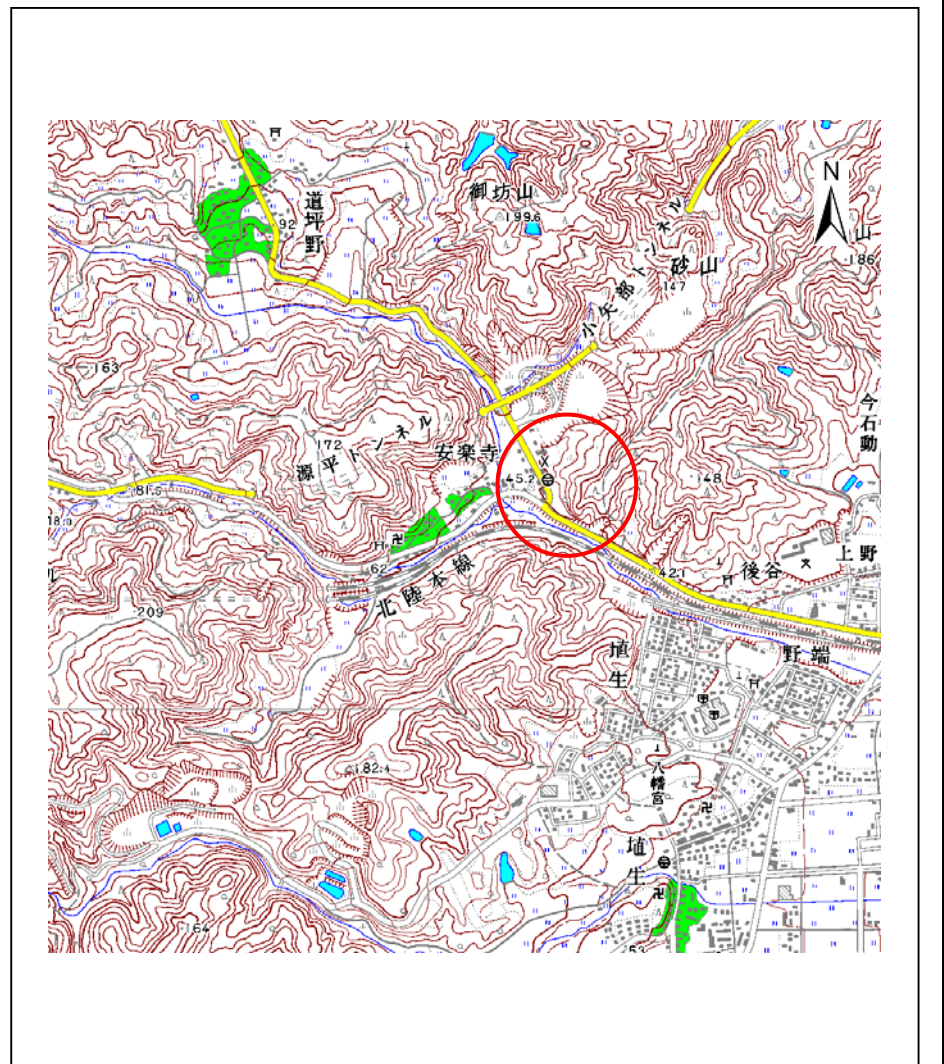 御坊山
199.6
N
道坪野
92
小矢部トンネル
砂山
147
山
186
163
今石動
172
源平トンネル
安楽寺
45.2
148
81.5
上野
後谷
62
42.1
北陸本線
209
埴生
野端
182.4
八幡宮
埴生
164
53